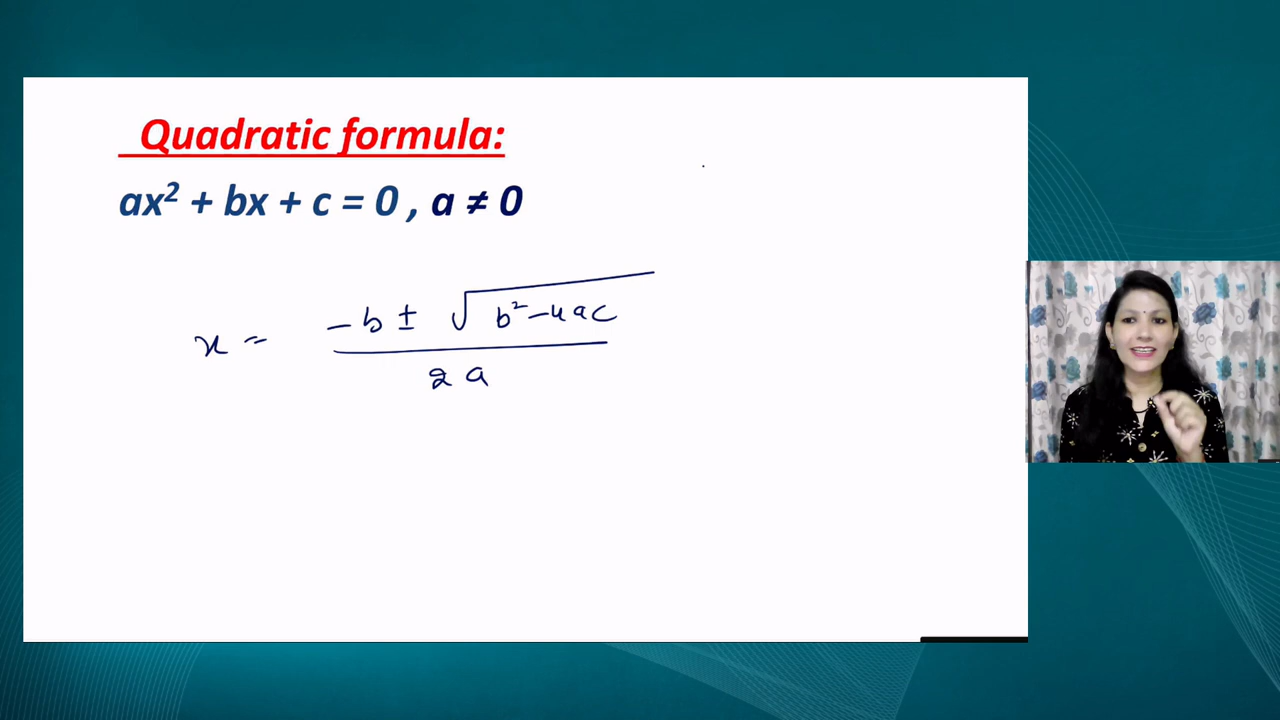 Quadratic formula:
ax² + bx + c = 0 , a ≠ 0
x = (-b ± √(b²-4ac)) / 2a